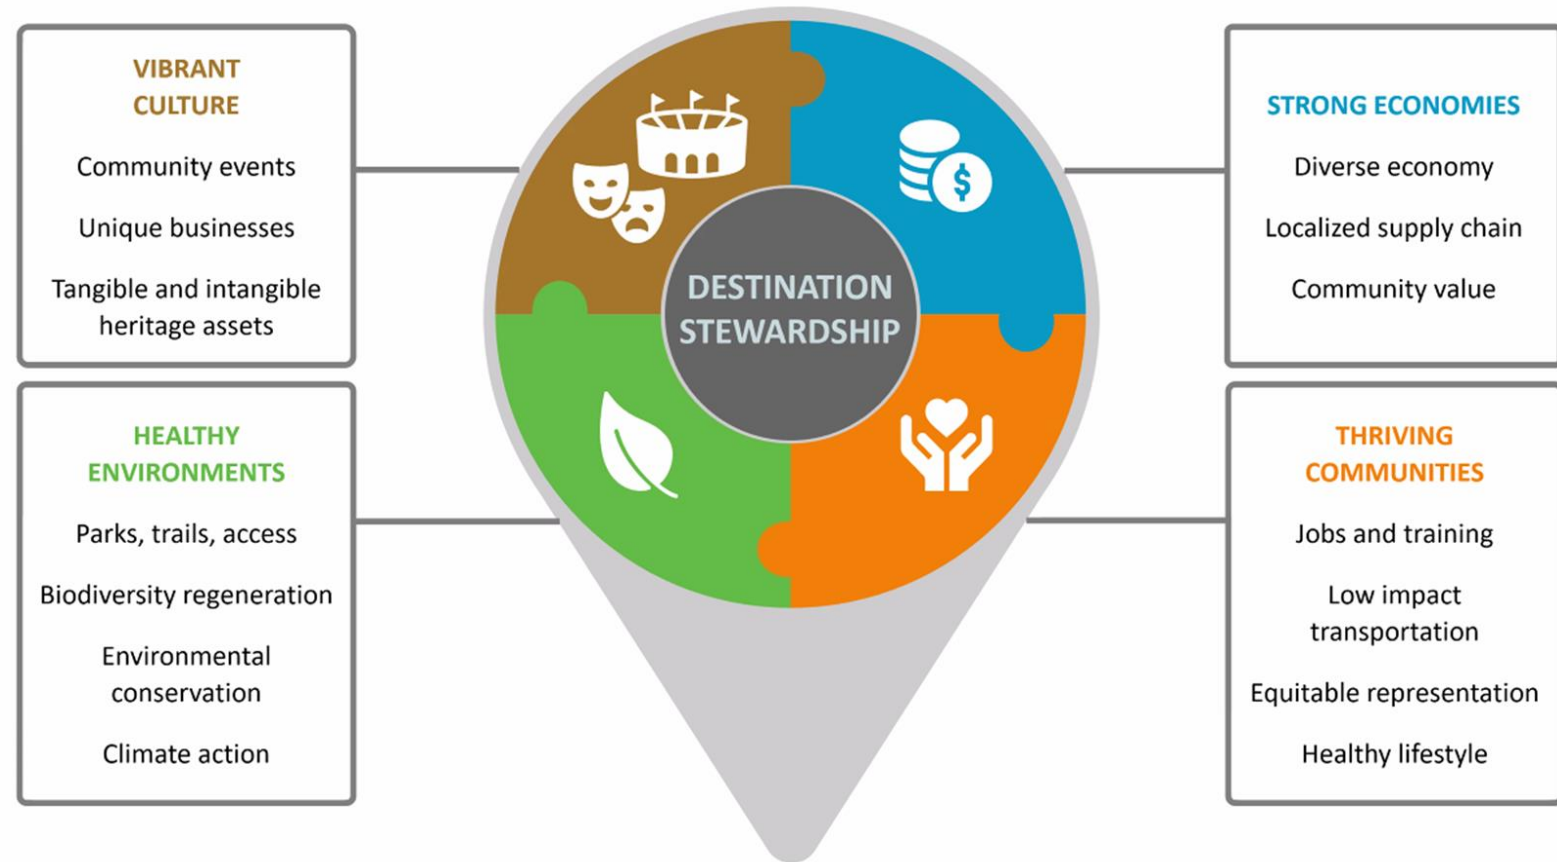 VIBRANT
CULTURE
Community events
Unique businesses
Tangible and intangible
heritage assets
HEALTHY
ENVIRONMENTS
Parks, trails, access
Biodiversity regeneration
Environmental
conservation
Climate action
DESTINATION
STEWARDSHIP
$
STRONG ECONOMIES
Diverse economy
Localized supply chain
Community value
THRIVING
COMMUNITIES
Jobs and training
Low impact
transportation
Equitable representation
Healthy lifestyle